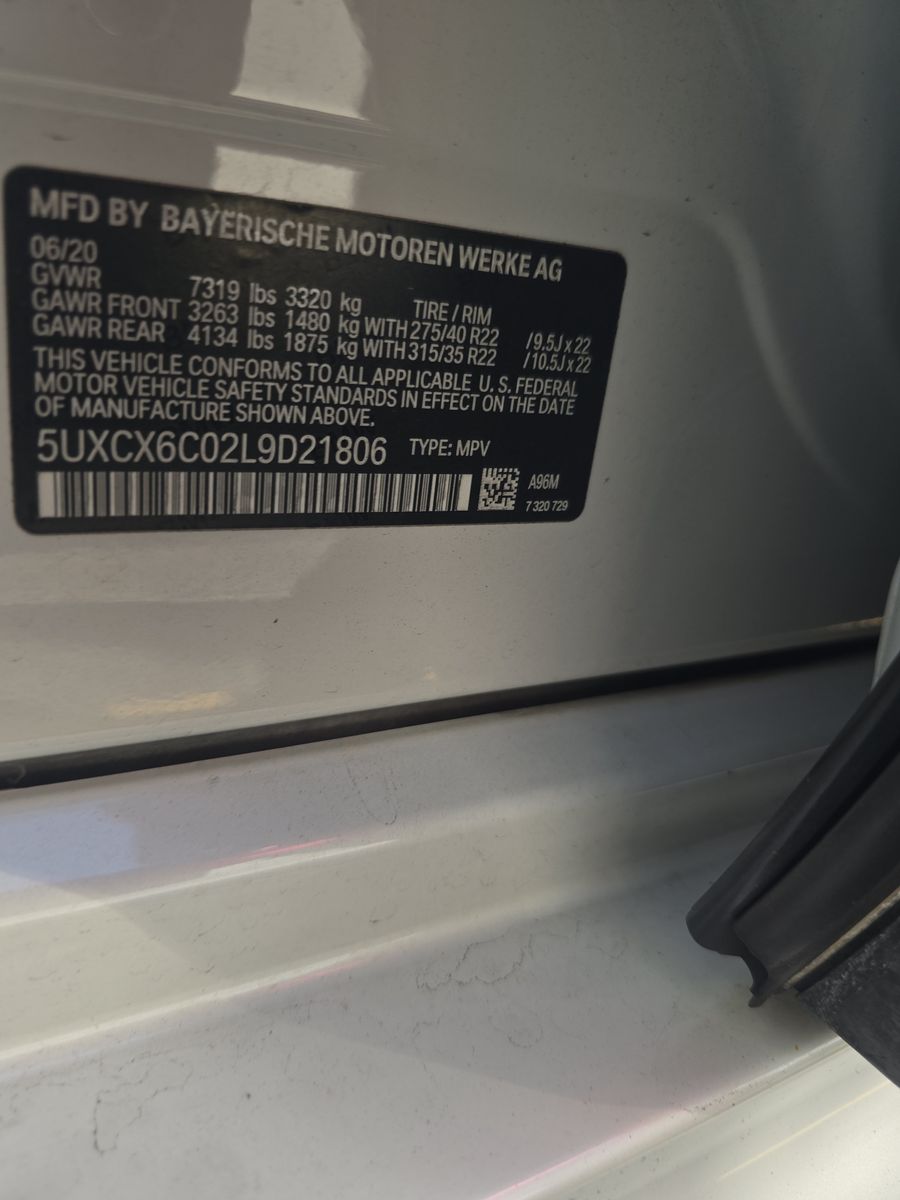 MFD BY BAYERISCHE MOTOREN WERKE AG
06/20
GVWR 7319 lbs 3320 kg TIRE / RIM
GAWR FRONT 3263 lbs 1480 kg WITH 275/40 R22 /9.5J x 22
GAWR REAR 4134 lbs 1875 kg WITH 315/35 R22 /10.5J x 22
THIS VEHICLE CONFORMS TO ALL APPLICABLE U. S. FEDERAL
MOTOR VEHICLE SAFETY STANDARDS IN EFFECT ON THE DATE
OF MANUFACTURE SHOWN ABOVE.
5UXCX6C02L9D21806 TYPE: MPV
A96M
7 320 729